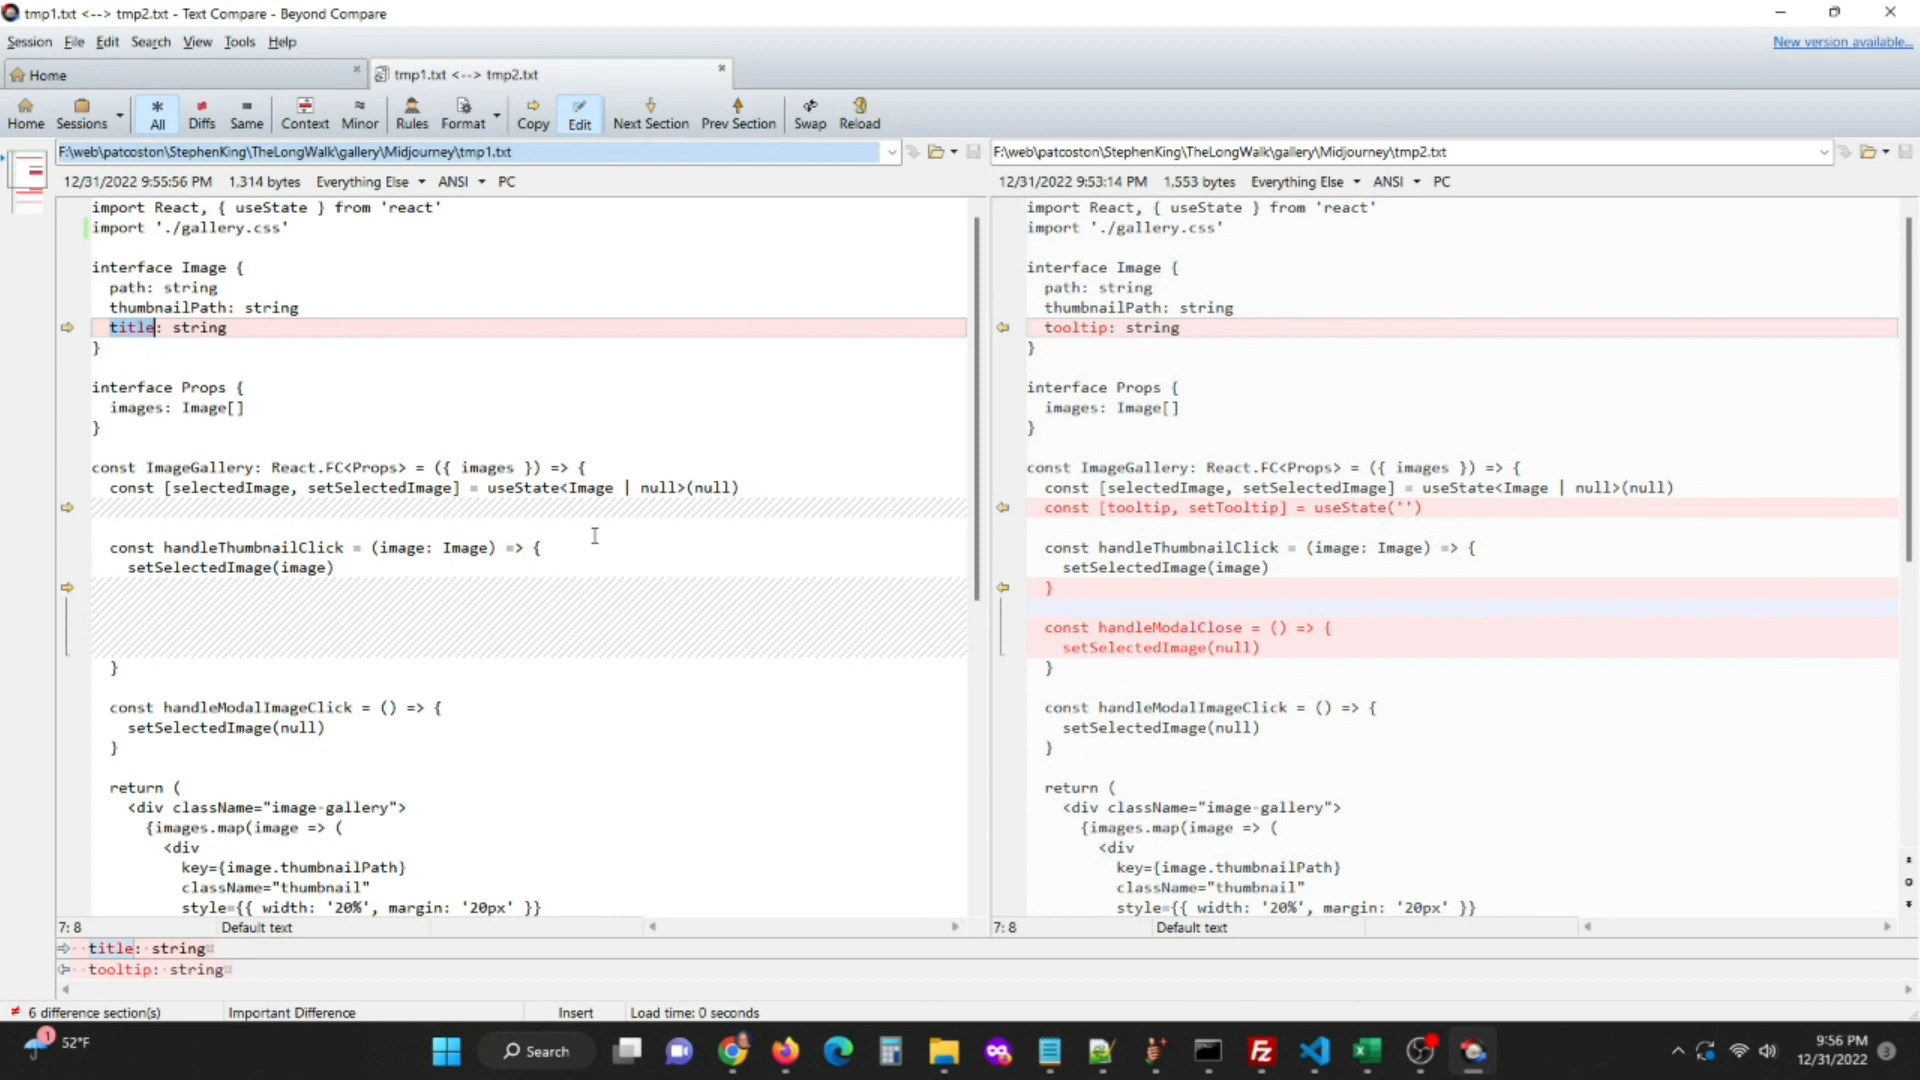 tmp1.txt <--> tmp2.txt - Text Compare - Beyond Compare
Session File Edit Search View Tools Help
New version available...
Home
tmp1.txt <--> tmp2.txt
Home Sessions All Diffs Same Context Minor Rules Format Copy Edit Next Section Prev Section Swap Reload
F:\web\patcoston\StephenKing\TheLongWalk\gallery\Midjourney\tmp1.txt
12/31/2022 9:55:56 PM 1,314 bytes Everything Else ANSI PC
import React, { useState } from 'react'
import './gallery.css'
interface Image {
path: string
thumbnailPath: string
title: string
}
interface Props {
images: Image[]
}
const ImageGallery: React.FC<Props> = ({ images }) => {
const [selectedImage, setSelectedImage] = useState<Image | null>(null)
const handleThumbnailClick = (image: Image) => {
setSelectedImage(image)
}
const handleModalImageClick = () => {
setSelectedImage(null)
}
return (
<div className="image-gallery">
{images.map(image => (
<div
key={image.thumbnailPath}
className="thumbnail"
style={{ width: '20%', margin: '20px' }}
7: 8 Default text
F:\web\patcoston\StephenKing\TheLongWalk\gallery\Midjourney\tmp2.txt
12/31/2022 9:53:14 PM 1,553 bytes Everything Else ANSI PC
import React, { useState } from 'react'
import './gallery.css'
interface Image {
path: string
thumbnailPath: string
tooltip: string
}
interface Props {
images: Image[]
}
const ImageGallery: React.FC<Props> = ({ images }) => {
const [selectedImage, setSelectedImage] = useState<Image | null>(null)
const [tooltip, setTooltip] = useState('')
const handleThumbnailClick = (image: Image) => {
setSelectedImage(image)
}
const handleModalClose = () => {
setSelectedImage(null)
}
const handleModalImageClick = () => {
setSelectedImage(null)
}
return (
<div className="image-gallery">
{images.map(image => (
<div
key={image.thumbnailPath}
className="thumbnail"
style={{ width: '20%', margin: '20px' }}
7: 8 Default text
title: string
tooltip: string
6 difference section(s) Important Difference Insert Load time: 0 seconds
1
52°F
Search
Fz
9:56 PM
12/31/2022
3